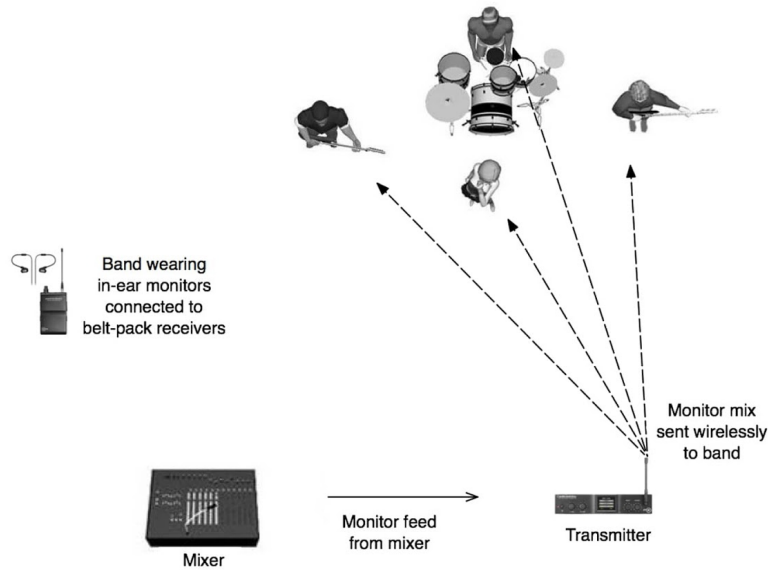 Band wearing
in-ear monitors
connected to
belt-pack receivers
Monitor mix
sent wirelessly
to band
Monitor feed
from mixer
Transmitter
Mixer